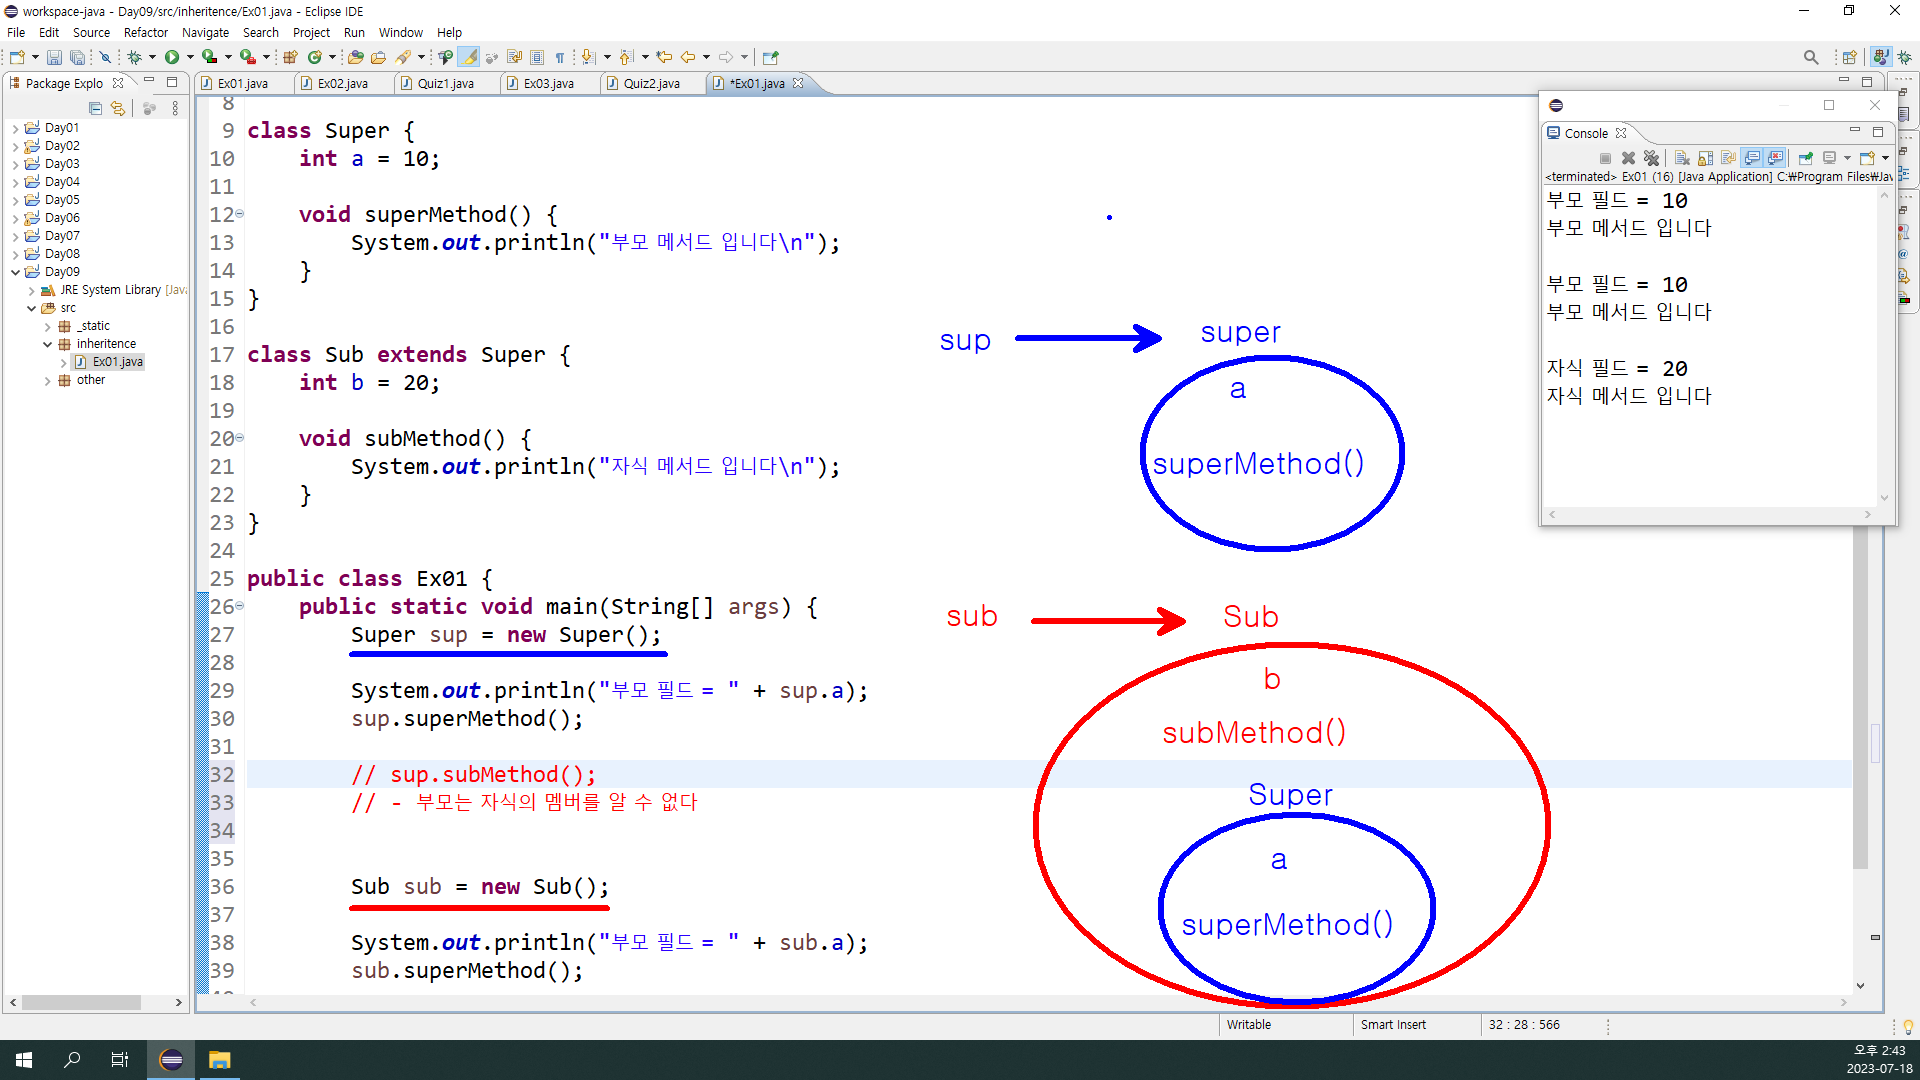 workspace-java - Day09/src/inheritence/Ex01.java - Eclipse IDE
File Edit Source Refactor Navigate Search Project Run Window Help
Package Explo
Ex01.java Ex02.java Quiz1.java Ex03.java Quiz2.java *Ex01.java
Day01
Day02
Day03
Day04
Day05
Day06
Day07
Day08
Day09
JRE System Library [Java
src
_static
inheritence
Ex01.java
other
8
9 class Super {
10 int a = 10;
11
12 void superMethod() {
13 System.out.println("부모 메서드 입니다\n");
14 }
15 }
16
17 class Sub extends Super {
18 int b = 20;
19
20 void subMethod() {
21 System.out.println("자식 메서드 입니다\n");
22 }
23 }
24
25 public class Ex01 {
26 public static void main(String[] args) {
27 Super sup = new Super();
28
29 System.out.println("부모 필드 = " + sup.a);
30 sup.superMethod();
31
32 // sup.subMethod();
33 // - 부모는 자식의 멤버를 알 수 없다
34
35
36 Sub sub = new Sub();
37
38 System.out.println("부모 필드 = " + sub.a);
39 sub.superMethod();
sup super
a
superMethod()
sub Sub
b
subMethod()
Super
a
superMethod()
Console
<terminated> Ex01 (16) [Java Application] C:₩Program Files₩Jav
부모 필드 = 10
부모 메서드 입니다
부모 필드 = 10
부모 메서드 입니다
자식 필드 = 20
자식 메서드 입니다
Writable Smart Insert 32 : 28 : 566
오후 2:43
2023-07-18